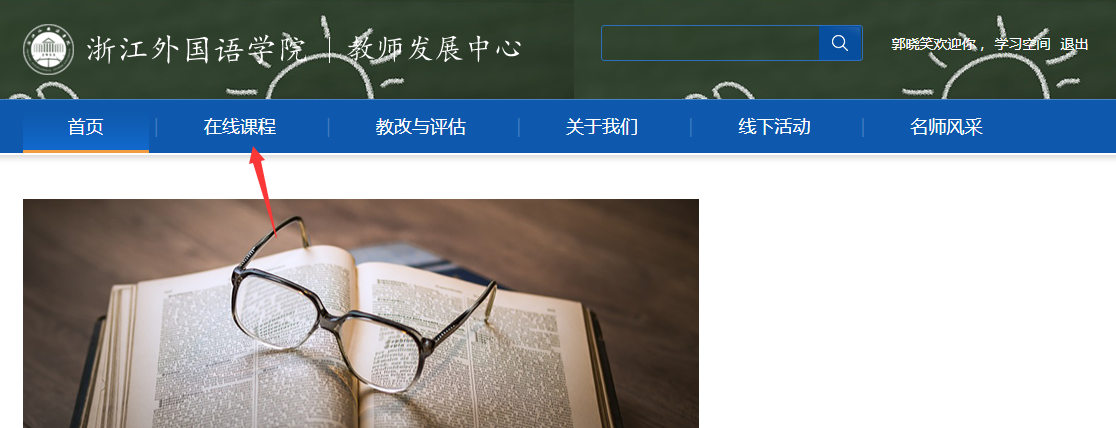 浙江外国语学院 | 教师发展中心
郭晓笑欢迎你， 学习空间 退出
首页 在线课程 教改与评估 关于我们 线下活动 名师风采